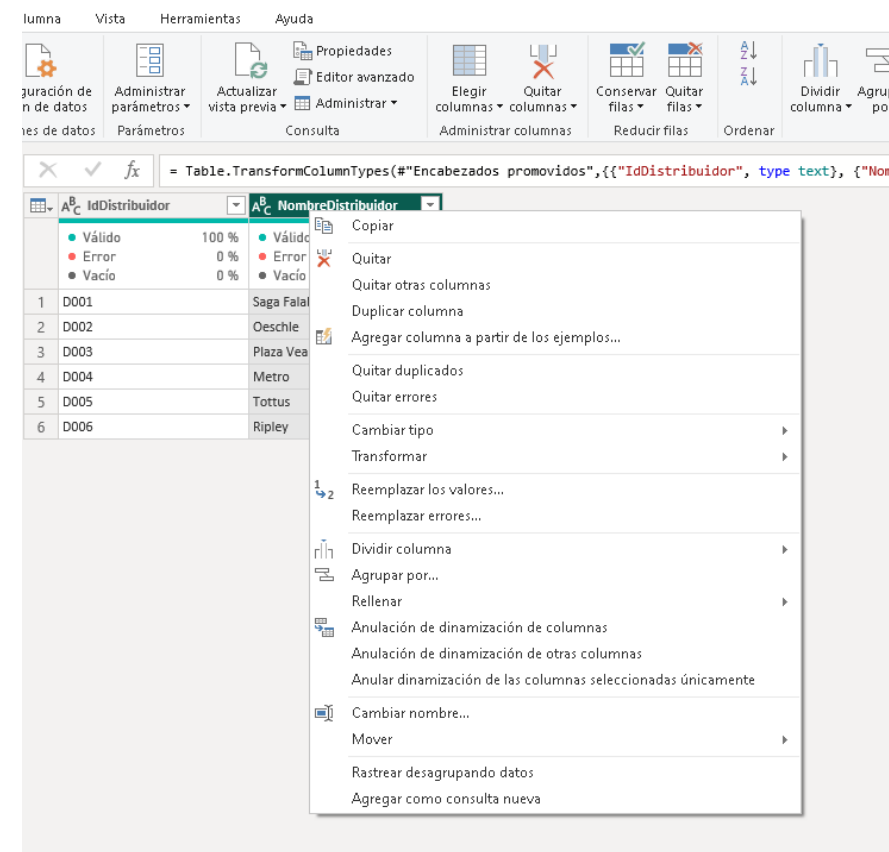 lumna Vista Herramientas Ayuda
Propiedades
Editor avanzado
Administrar
guración de
n de datos
Administrar
parámetros
Actualizar
vista previa
Elegir
columnas
Quitar
columnas
Conservar
filas
Quitar
filas
A
Z
Z
A
Dividir
columna
Agrup
po
nes de datos Parámetros Consulta Administrar columnas Reducir filas Ordenar
fx = Table.TransformColumnTypes(#"Encabezados promovidos",{{"IdDistribuidor", type text}, {"Nom
ABC IdDistribuidor ABC NombreDistribuidor
Válido 100 % Válido
Error 0 % Error
Vacío 0 % Vacío
1 D001 Saga Falal
2 D002 Oeschle
3 D003 Plaza Vea
4 D004 Metro
5 D005 Tottus
6 D006 Ripley
Copiar
Quitar
Quitar otras columnas
Duplicar columna
Agregar columna a partir de los ejemplos...
Quitar duplicados
Quitar errores
Cambiar tipo
Transformar
1 2 Reemplazar los valores...
Reemplazar errores...
Dividir columna
Agrupar por...
Rellenar
Anulación de dinamización de columnas
Anulación de dinamización de otras columnas
Anular dinamización de las columnas seleccionadas únicamente
Cambiar nombre...
Mover
Rastrear desagrupando datos
Agregar como consulta nueva